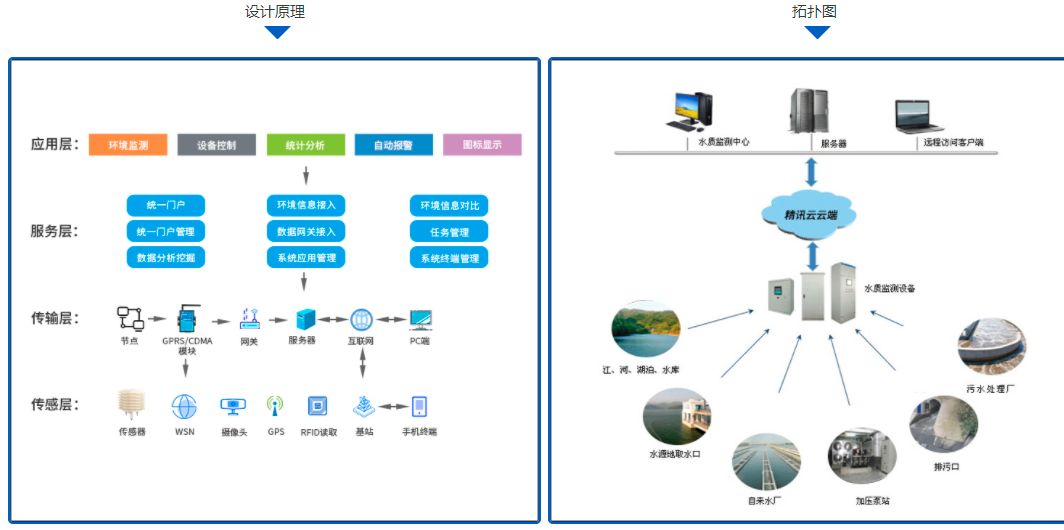 设计原理
拓扑图
应用层：
环境监测
设备控制
统计分析
自动报警
图标显示
服务层：
统一门户
环境信息接入
环境信息对比
统一门户管理
数据网关接入
任务管理
数据分析挖掘
系统应用管理
系统终端管理
传输层：
节点
GPRS/CDMA
模块
网关
服务器
互联网
PC端
传感层：
传感器
WSN
摄像头
GPS
RFID读取
基站
手机终端
水质监测中心
服务器
远程访问客户端
精讯云云端
水质监测设备
江、河、湖泊、水库
污水处理厂
水源地取水口
排污口
自来水厂
加压泵站